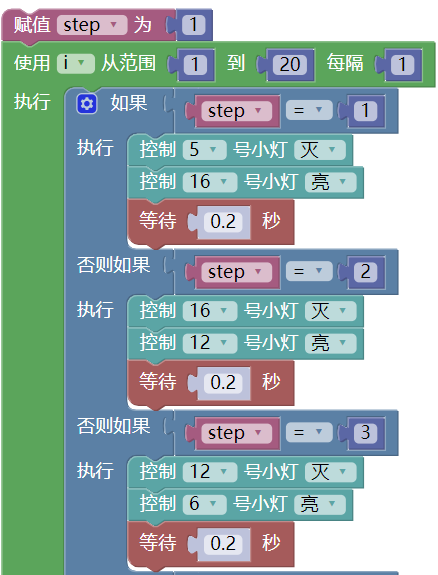 赋值 step 为 1
使用 i 从范围 1 到 20 每隔 1
执行 如果 step = 1
执行 控制 5 号小灯 灭
控制 16 号小灯 亮
等待 0.2 秒
否则如果 step = 2
执行 控制 16 号小灯 灭
控制 12 号小灯 亮
等待 0.2 秒
否则如果 step = 3
执行 控制 12 号小灯 灭
控制 6 号小灯 亮
等待 0.2 秒